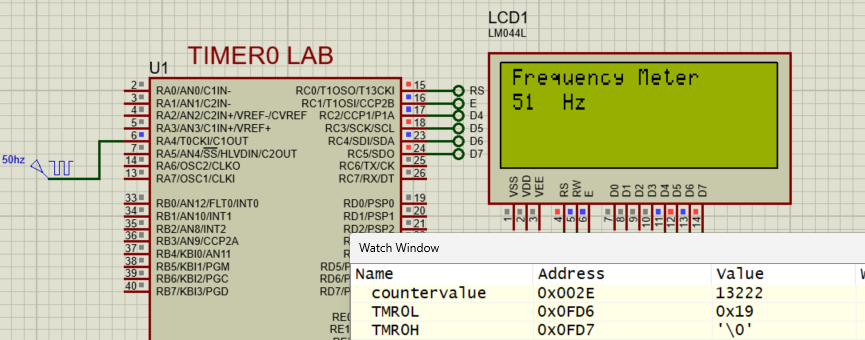 LCD1
LM044L
TIMER0 LAB
U1
Frequency Meter
51 Hz
50hz
2 RA0/AN0/C1IN- RC0/T1OSO/T13CKI 15 RS
3 RA1/AN1/C2IN- RC1/T1OSI/CCP2B 16 E
4 RA2/AN2/C2IN+/VREF-/CVREF RC2/CCP1/P1A 17 D4
5 RA3/AN3/C1IN+/VREF+ RC3/SCK/SCL 18 D5
6 RA4/T0CKI/C1OUT RC4/SDI/SDA 23 D6
7 RA5/AN4/SS/HLVDIN/C2OUT RC5/SDO 24 D7
14 RA6/OSC2/CLKO RC6/TX/CK 25
13 RA7/OSC1/CLKI RC7/RX/DT 26
33 RB0/AN12/FLT0/INT0 RD0/PSP0 19
34 RB1/AN10/INT1 RD1/PSP1 20
35 RB2/AN8/INT2 RD2/PSP2 21
36 RB3/AN9/CCP2A
37 RB4/KBI0/AN11
38 RB5/KBI1/PGM RD5/P
39 RB6/KBI2/PGC RD6/P
40 RB7/KBI3/PGD RD7/P
RE0
RE1
VSS VDD VEE RS RW E D0 D1 D2 D3 D4 D5 D6 D7
1 2 3 4 5 6 7 8 9 10 11 12 13 14
Watch Window
Name Address Value
countervalue 0x002E 13222
TMR0L 0x0FD6 0x19
TMR0H 0x0FD7 '\0'